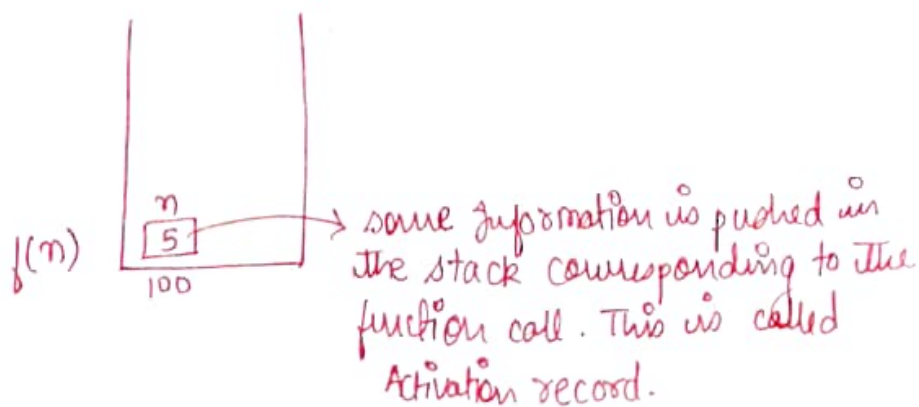 n
f(n)
5
100
some Information is pushed in
the stack corresponding to the
function call. This is called
Activation record.